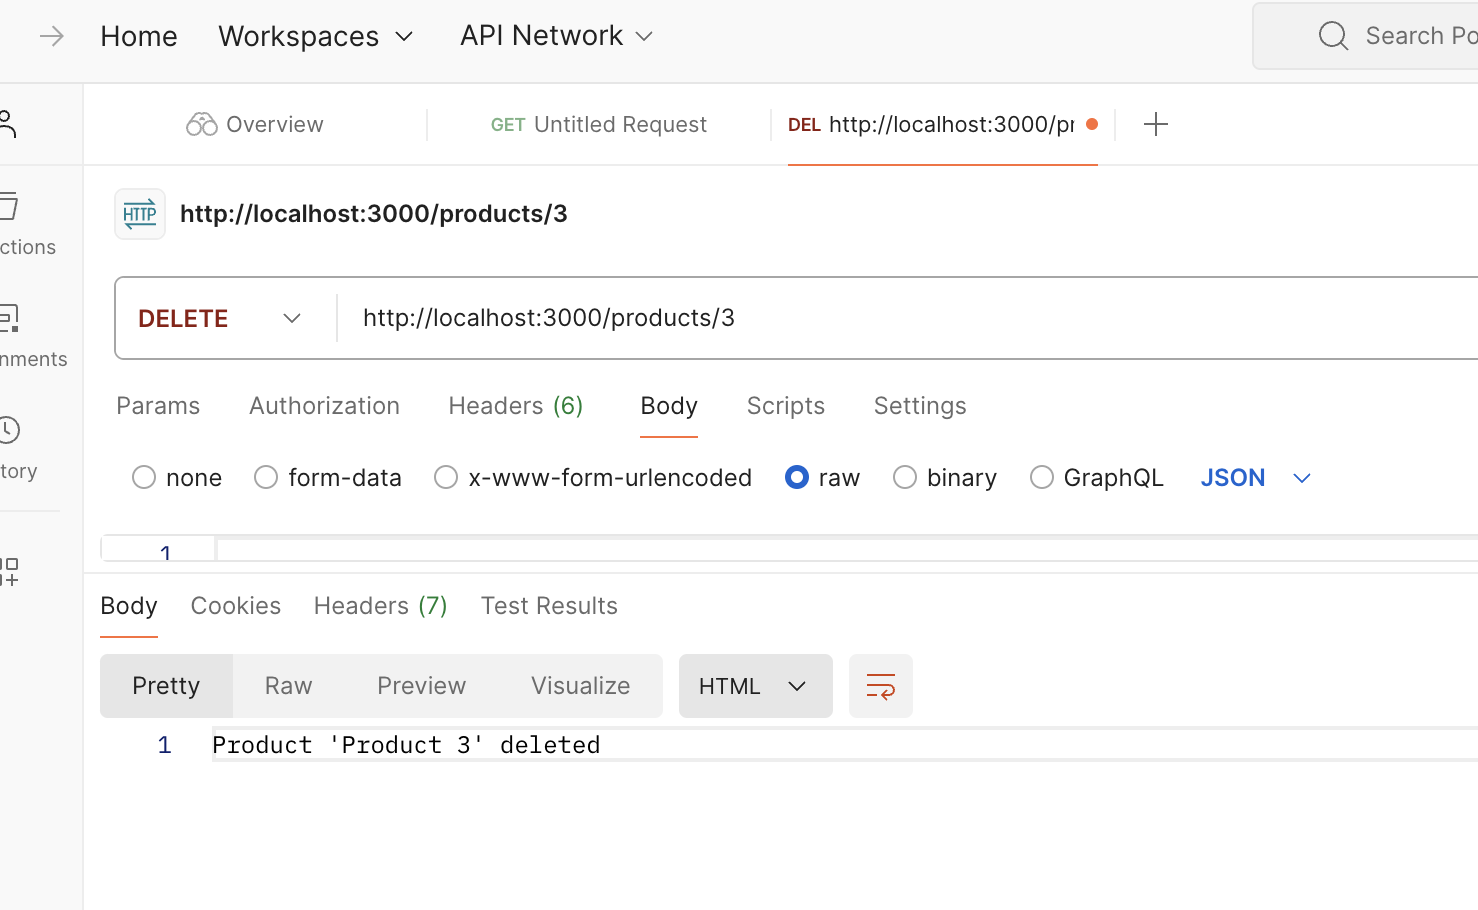 Home Workspaces API Network Search Po
Overview GET Untitled Request DEL http://localhost:3000/pr
HTTP http://localhost:3000/products/3
ctions
DELETE http://localhost:3000/products/3
nments
Params Authorization Headers (6) Body Scripts Settings
tory
none form-data x-www-form-urlencoded raw binary GraphQL JSON
1
Body Cookies Headers (7) Test Results
Pretty Raw Preview Visualize HTML
1 Product 'Product 3' deleted